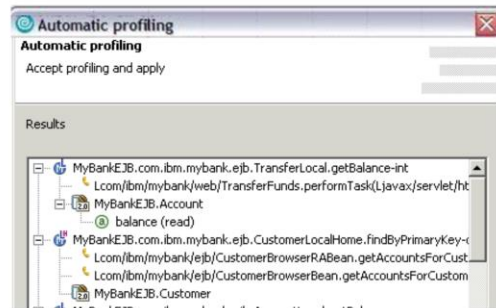 Automatic profiling
Automatic profiling
Accept profiling and apply
Results
MyBankEJB.com.ibm.mybank.ejb.TransferLocal.getBalance-int
Lcom/ibm/mybank/web/TransferFunds.performTask(Ljavax/servlet/ht
MyBankEJB.Account
balance (read)
MyBankEJB.com.ibm.mybank.ejb.CustomerLocalHome.findByPrimaryKey-c
Lcom/ibm/mybank/ejb/CustomerBrowserRABean.getAccountsForCust
Lcom/ibm/mybank/ejb/CustomerBrowserBean.getAccountsForCustom
MyBankEJB.Customer